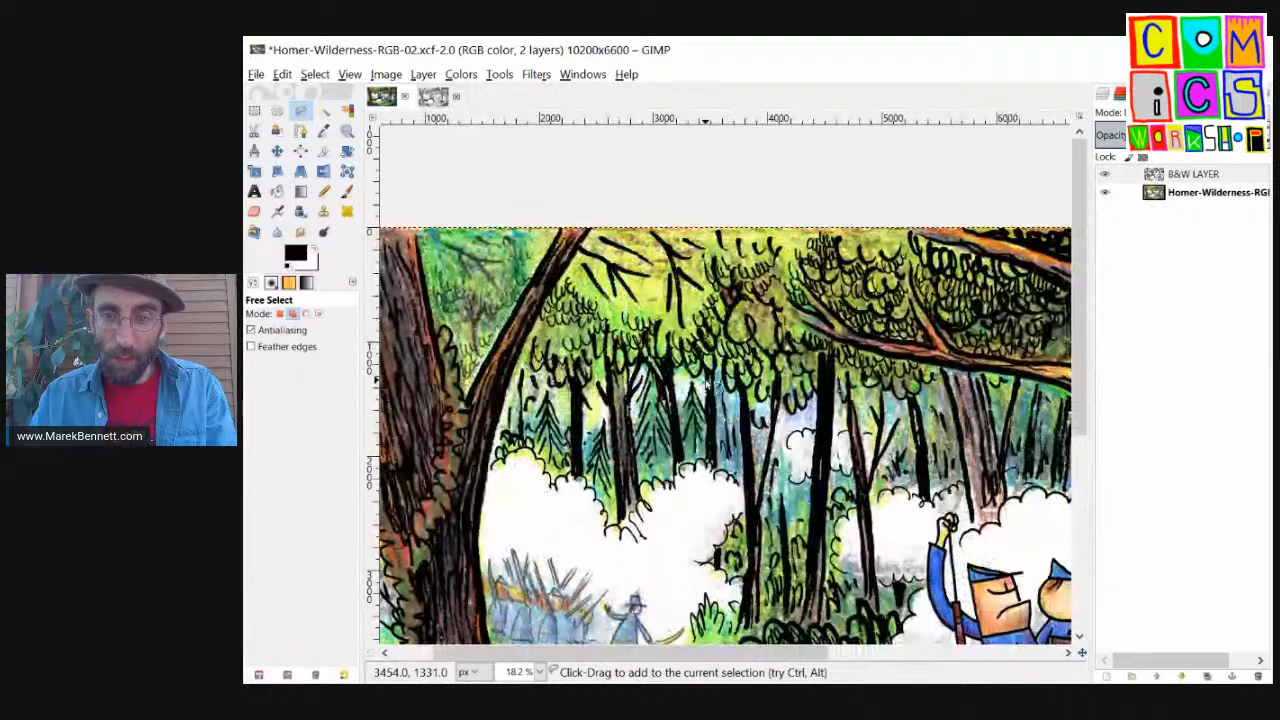 COMiCS
WORKSHOP
*Homer-Wilderness-RGB-02.xcf-2.0 (RGB color, 2 layers) 10200x6600 – GIMP
File Edit Select View Image Layer Colors Tools Filters Windows Help
Mode:
Opacity
Lock:
1000 2000 3000 4000 5000 6000
B&W LAYER
Homer-Wilderness-RGI
Free Select
Mode:
Antialiasing
Feather edges
www.MarekBennett.com
3454.0, 1331.0 px 18.2 % Click-Drag to add to the current selection (try Ctrl, Alt)